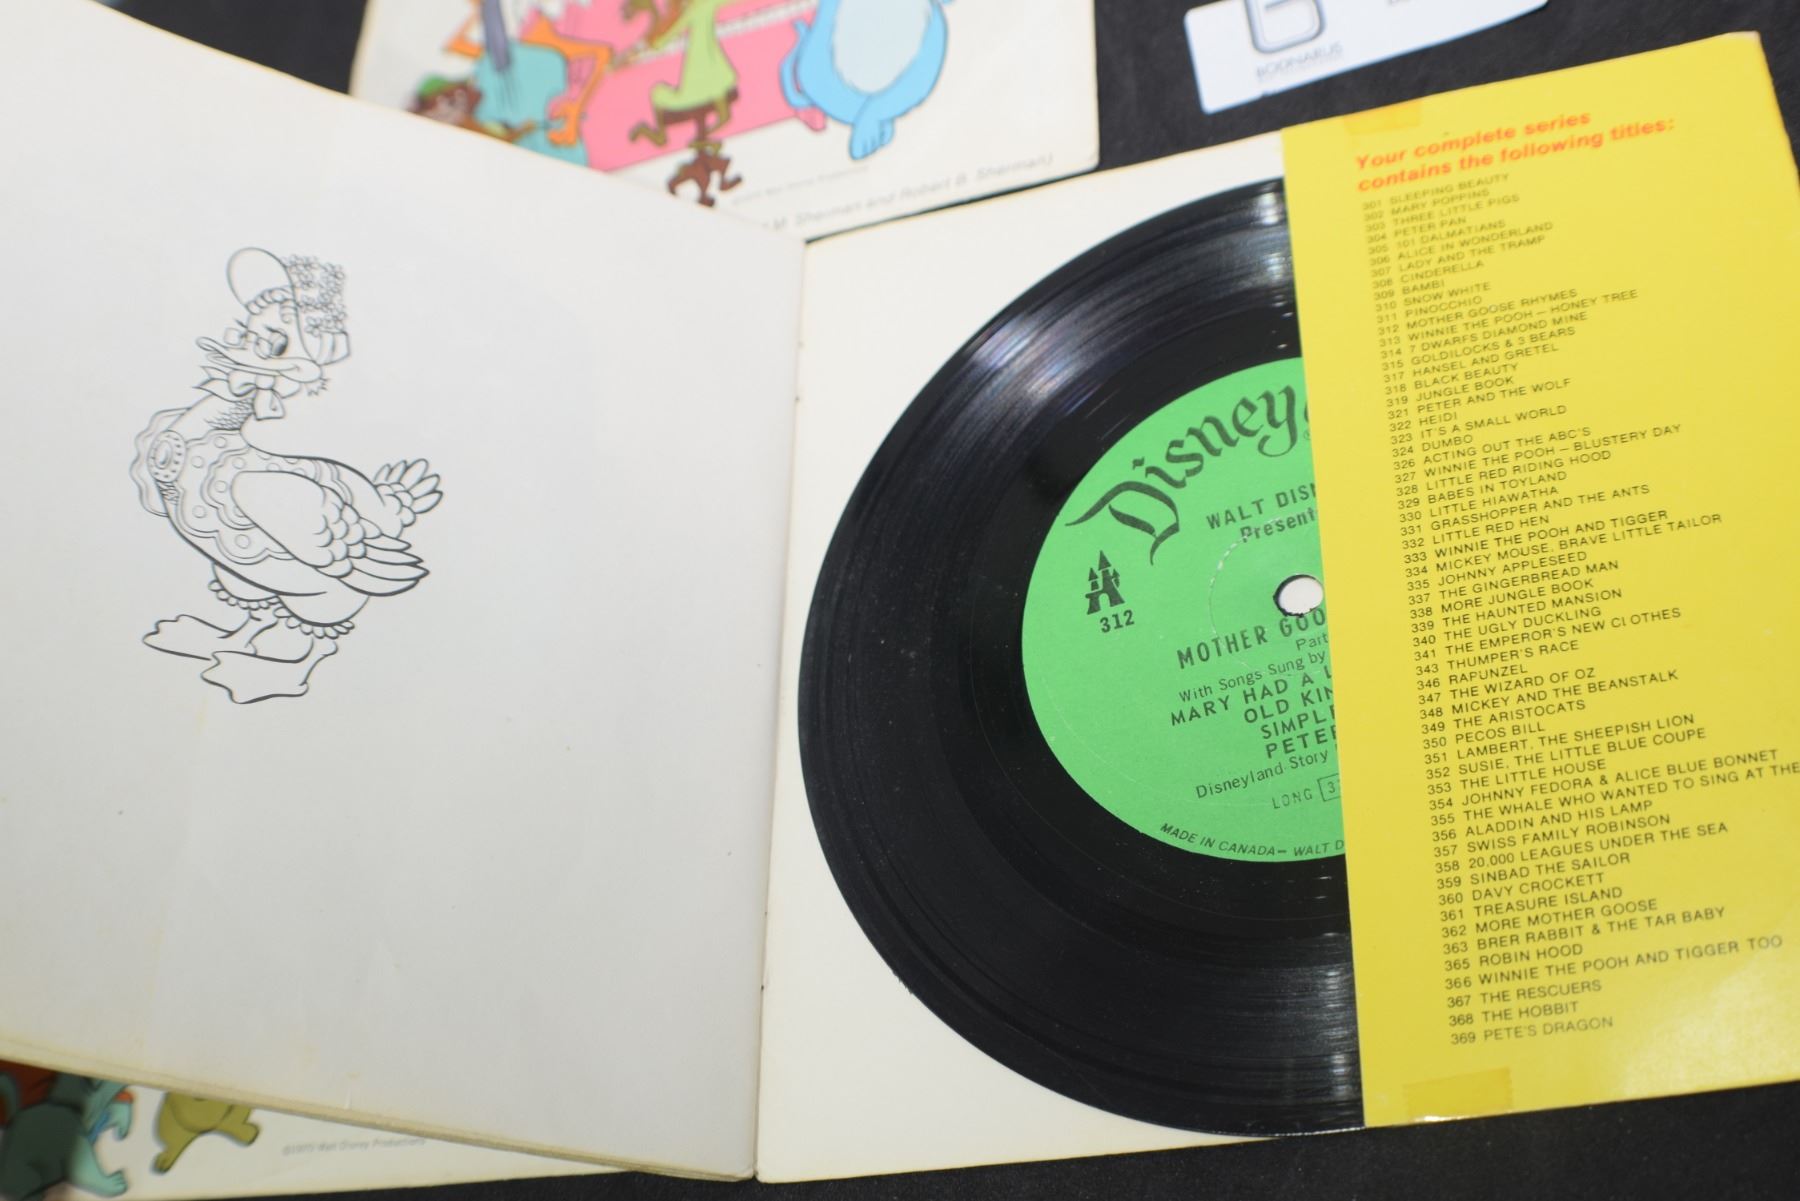 M. Sherman and Robert B. Sherman)
BODNARUS
Your complete series
contains the following titles:
301 SLEEPING BEAUTY
302 MARY POPPINS
303 THREE LITTLE PIGS
304 PETER PAN
305 101 DALMATIANS
306 ALICE IN WONDERLAND
307 LADY AND THE TRAMP
308 CINDERELLA
309 BAMBI
310 SNOW WHITE
311 PINOCCHIO
312 MOTHER GOOSE RHYMES
313 WINNIE THE POOH – HONEY TREE
314 7 DWARFS DIAMOND MINE
315 GOLDILOCKS & 3 BEARS
317 HANSEL AND GRETEL
318 BLACK BEAUTY
319 JUNGLE BOOK
321 PETER AND THE WOLF
322 HEIDI
323 IT'S A SMALL WORLD
324 DUMBO
326 ACTING OUT THE ABC'S
327 WINNIE THE POOH – BLUSTERY DAY
328 LITTLE RED RIDING HOOD
329 BABES IN TOYLAND
330 LITTLE HIAWATHA
331 GRASSHOPPER AND THE ANTS
332 LITTLE RED HEN
333 WINNIE THE POOH AND TIGGER
334 MICKEY MOUSE, BRAVE LITTLE TAILOR
335 JOHNNY APPLESEED
337 THE GINGERBREAD MAN
338 MORE JUNGLE BOOK
339 THE HAUNTED MANSION
340 THE UGLY DUCKLING
341 THE EMPEROR'S NEW CLOTHES
343 THUMPER'S RACE
346 RAPUNZEL
347 THE WIZARD OF OZ
348 MICKEY AND THE BEANSTALK
349 THE ARISTOCATS
350 PECOS BILL
351 LAMBERT, THE SHEEPISH LION
352 SUSIE, THE LITTLE BLUE COUPE
353 THE LITTLE HOUSE
354 JOHNNY FEDORA & ALICE BLUE BONNET
355 THE WHALE WHO WANTED TO SING AT THE
356 ALADDIN AND HIS LAMP
357 SWISS FAMILY ROBINSON
358 20,000 LEAGUES UNDER THE SEA
359 SINBAD THE SAILOR
360 DAVY CROCKETT
361 TREASURE ISLAND
362 MORE MOTHER GOOSE
363 BRER RABBIT & THE TAR BABY
365 ROBIN HOOD
366 WINNIE THE POOH AND TIGGER TOO
367 THE RESCUERS
368 THE HOBBIT
369 PETE'S DRAGON
Disney
WALT DIS
Present
312
MOTHER GOO
Part
With Songs Sung by
MARY HAD A L
OLD KIN
SIMPLE
PETER
Disneyland Story
LONG 3
MADE IN CANADA– WALT D
©1970 Walt Disney Productions